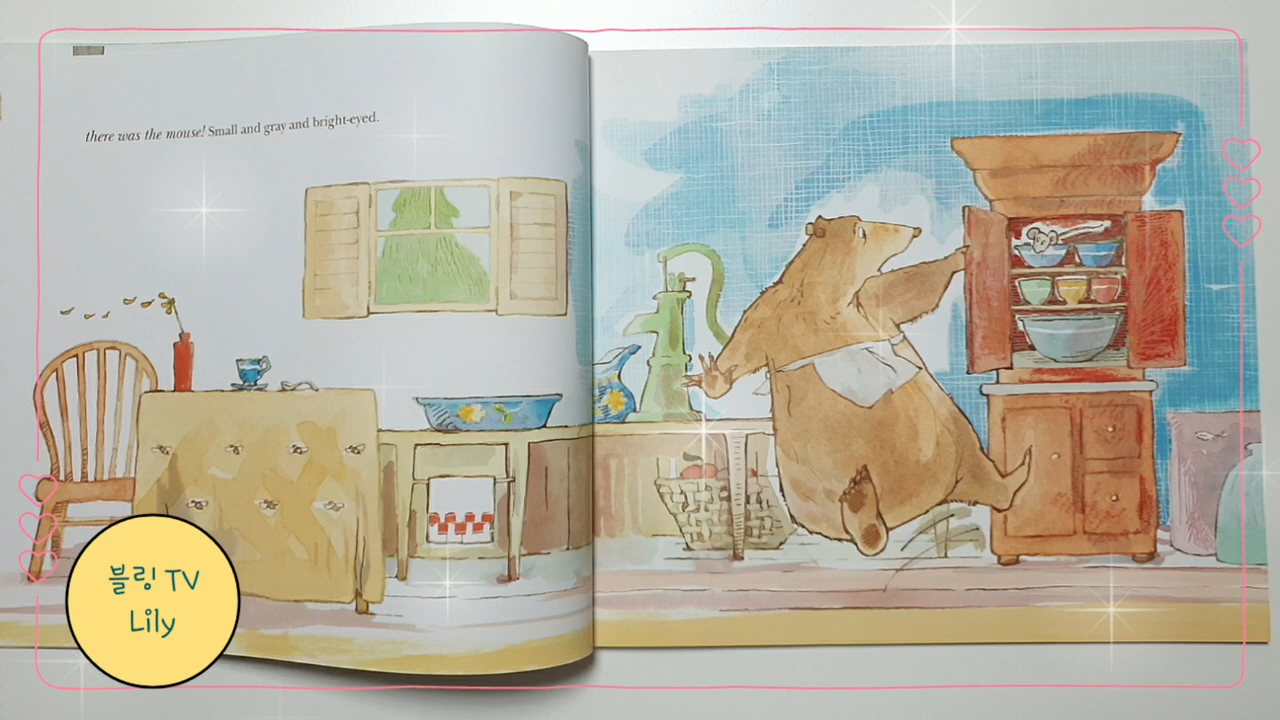 there was the mouse! Small and gray and bright-eyed.
블링 TV
Lily